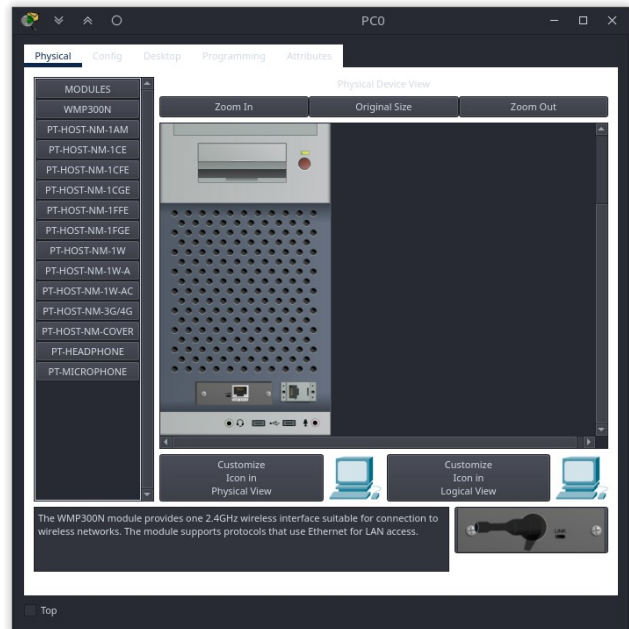 PC0
Physical Config Desktop Programming Attributes
MODULES
WMP300N
PT-HOST-NM-1AM
PT-HOST-NM-1CE
PT-HOST-NM-1CFE
PT-HOST-NM-1CGE
PT-HOST-NM-1FFE
PT-HOST-NM-1FGE
PT-HOST-NM-1W
PT-HOST-NM-1W-A
PT-HOST-NM-1W-AC
PT-HOST-NM-3G/4G
PT-HOST-NM-COVER
PT-HEADPHONE
PT-MICROPHONE
Physical Device View
Zoom In Original Size Zoom Out
Customize
Icon in
Physical View
Customize
Icon in
Logical View
The WMP300N module provides one 2.4GHz wireless interface suitable for connection to
wireless networks. The module supports protocols that use Ethernet for LAN access.
LINK
Top